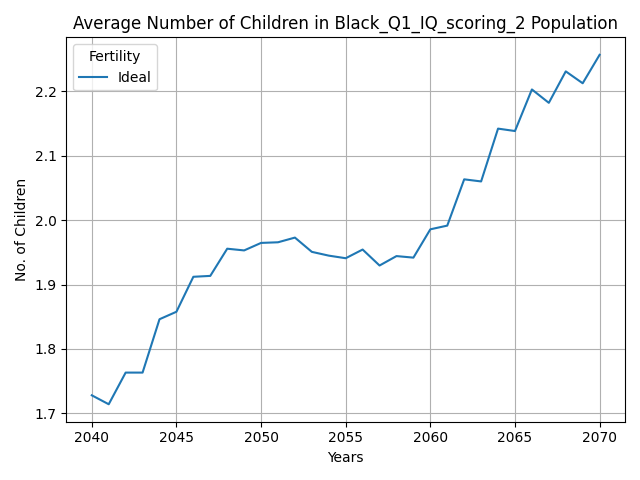 Average Number of Children in Black_Q1_IQ_scoring_2 Population
Fertility
Ideal
No. of Children
2.2
2.1
2.0
1.9
1.8
1.7
2040 2045 2050 2055 2060 2065 2070
Years